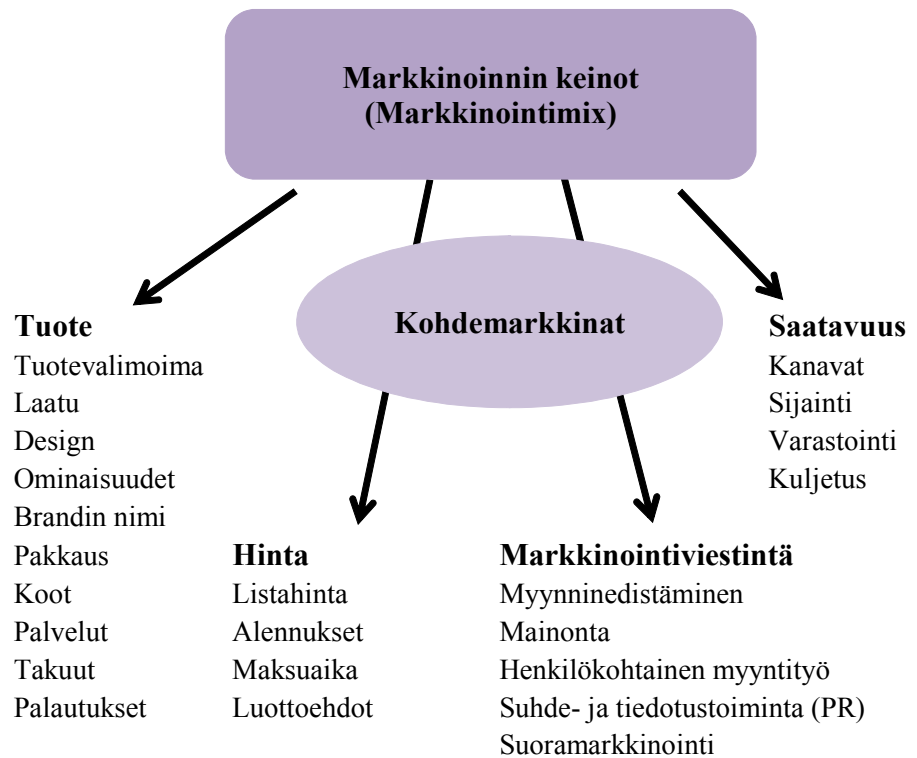 Markkinoinnin keinot
(Markkinointimix)
Kohdemarkkinat
Tuote
Tuotevalimoima
Laatu
Design
Ominaisuudet
Brandin nimi
Pakkaus
Koot
Palvelut
Takuut
Palautukset
Hinta
Listahinta
Alennukset
Maksuaika
Luottoehdot
Markkinointiviestintä
Myynninedistäminen
Mainonta
Henkilökohtainen myyntityö
Suhde- ja tiedotustoiminta (PR)
Suoramarkkinointi
Saatavuus
Kanavat
Sijainti
Varastointi
Kuljetus